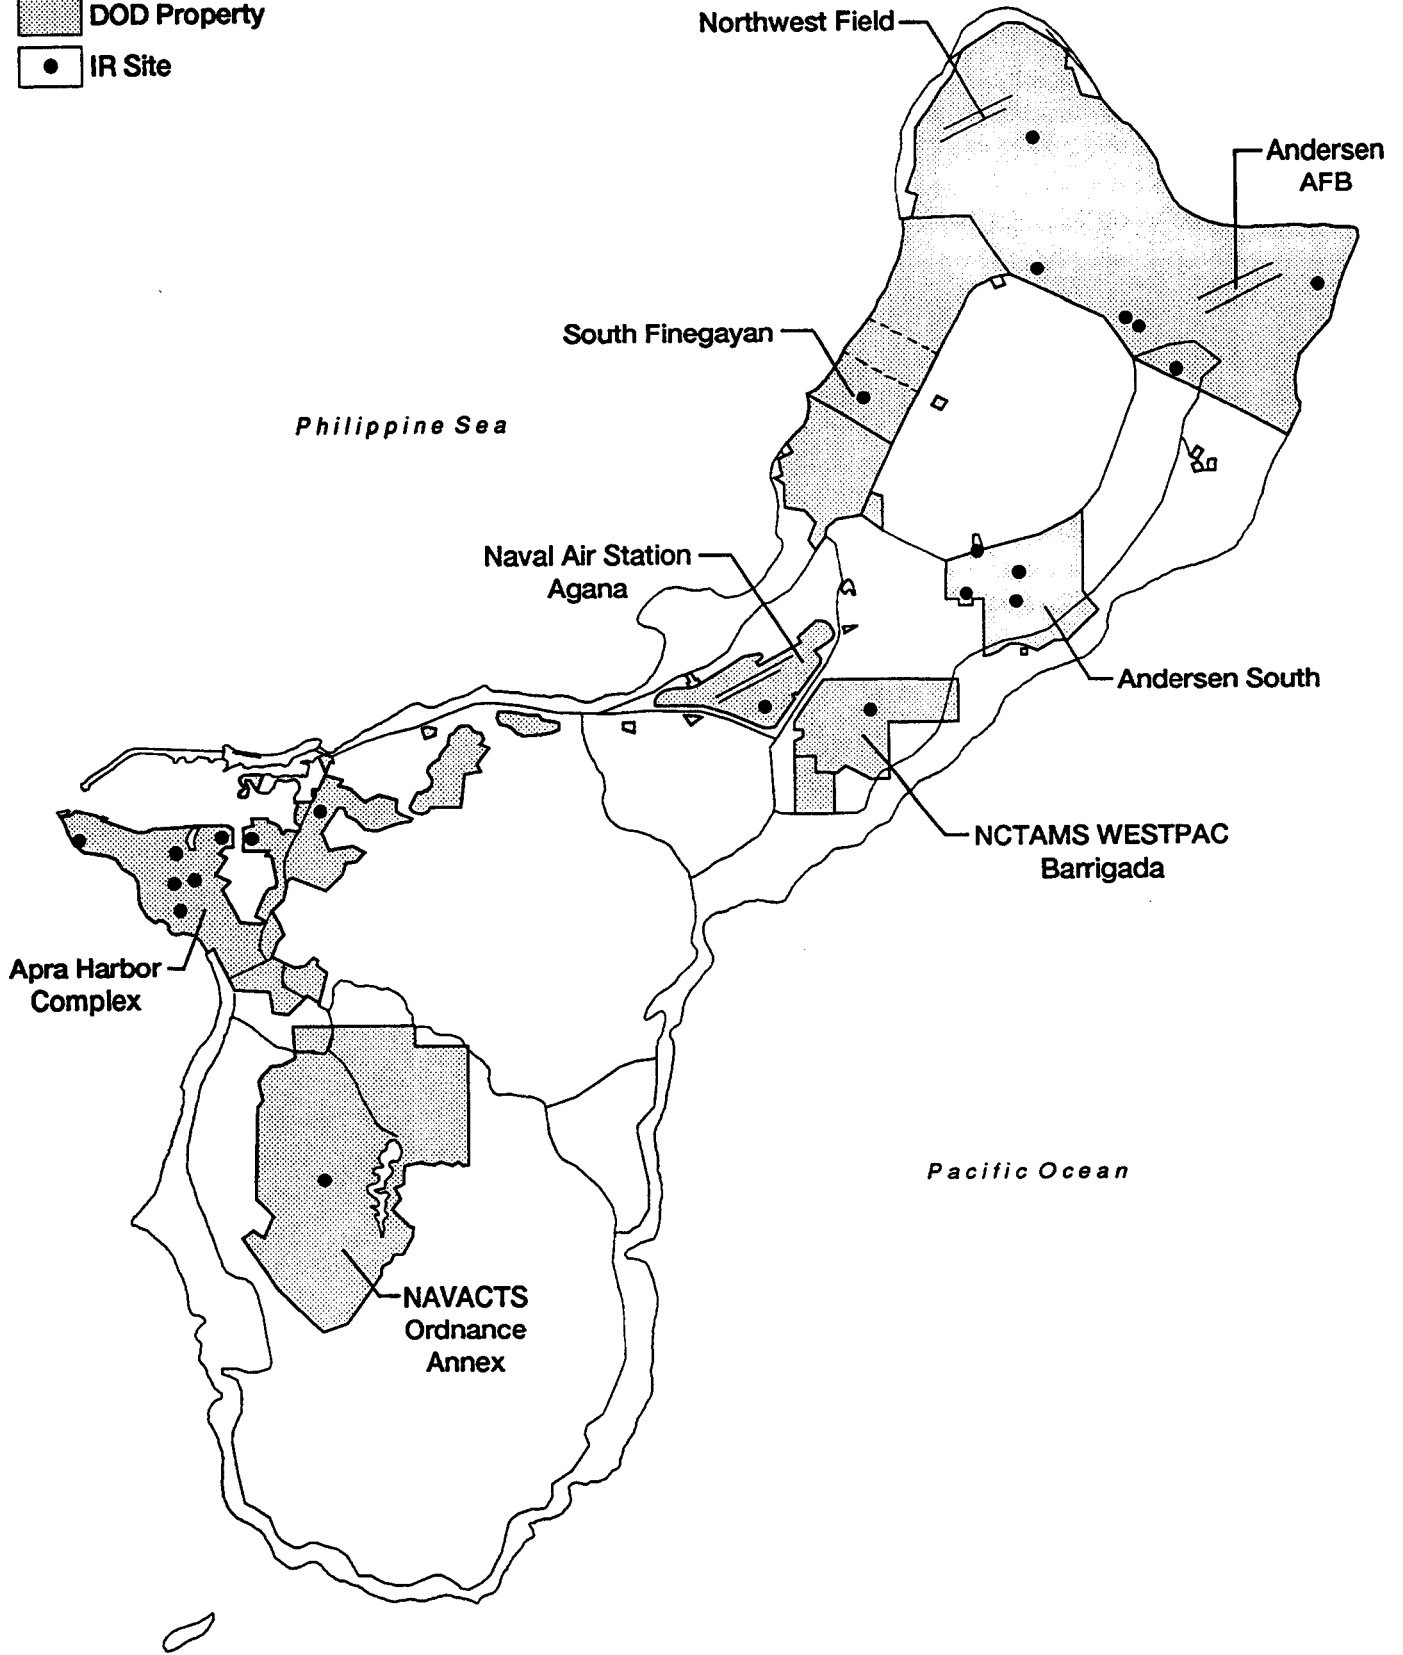 DOD Property
IR Site
Northwest Field
Andersen
AFB
South Finegayan
Philippine Sea
Naval Air Station
Agana
Andersen South
NCTAMS WESTPAC
Barrigada
Apra Harbor
Complex
Pacific Ocean
NAVACTS
Ordnance
Annex